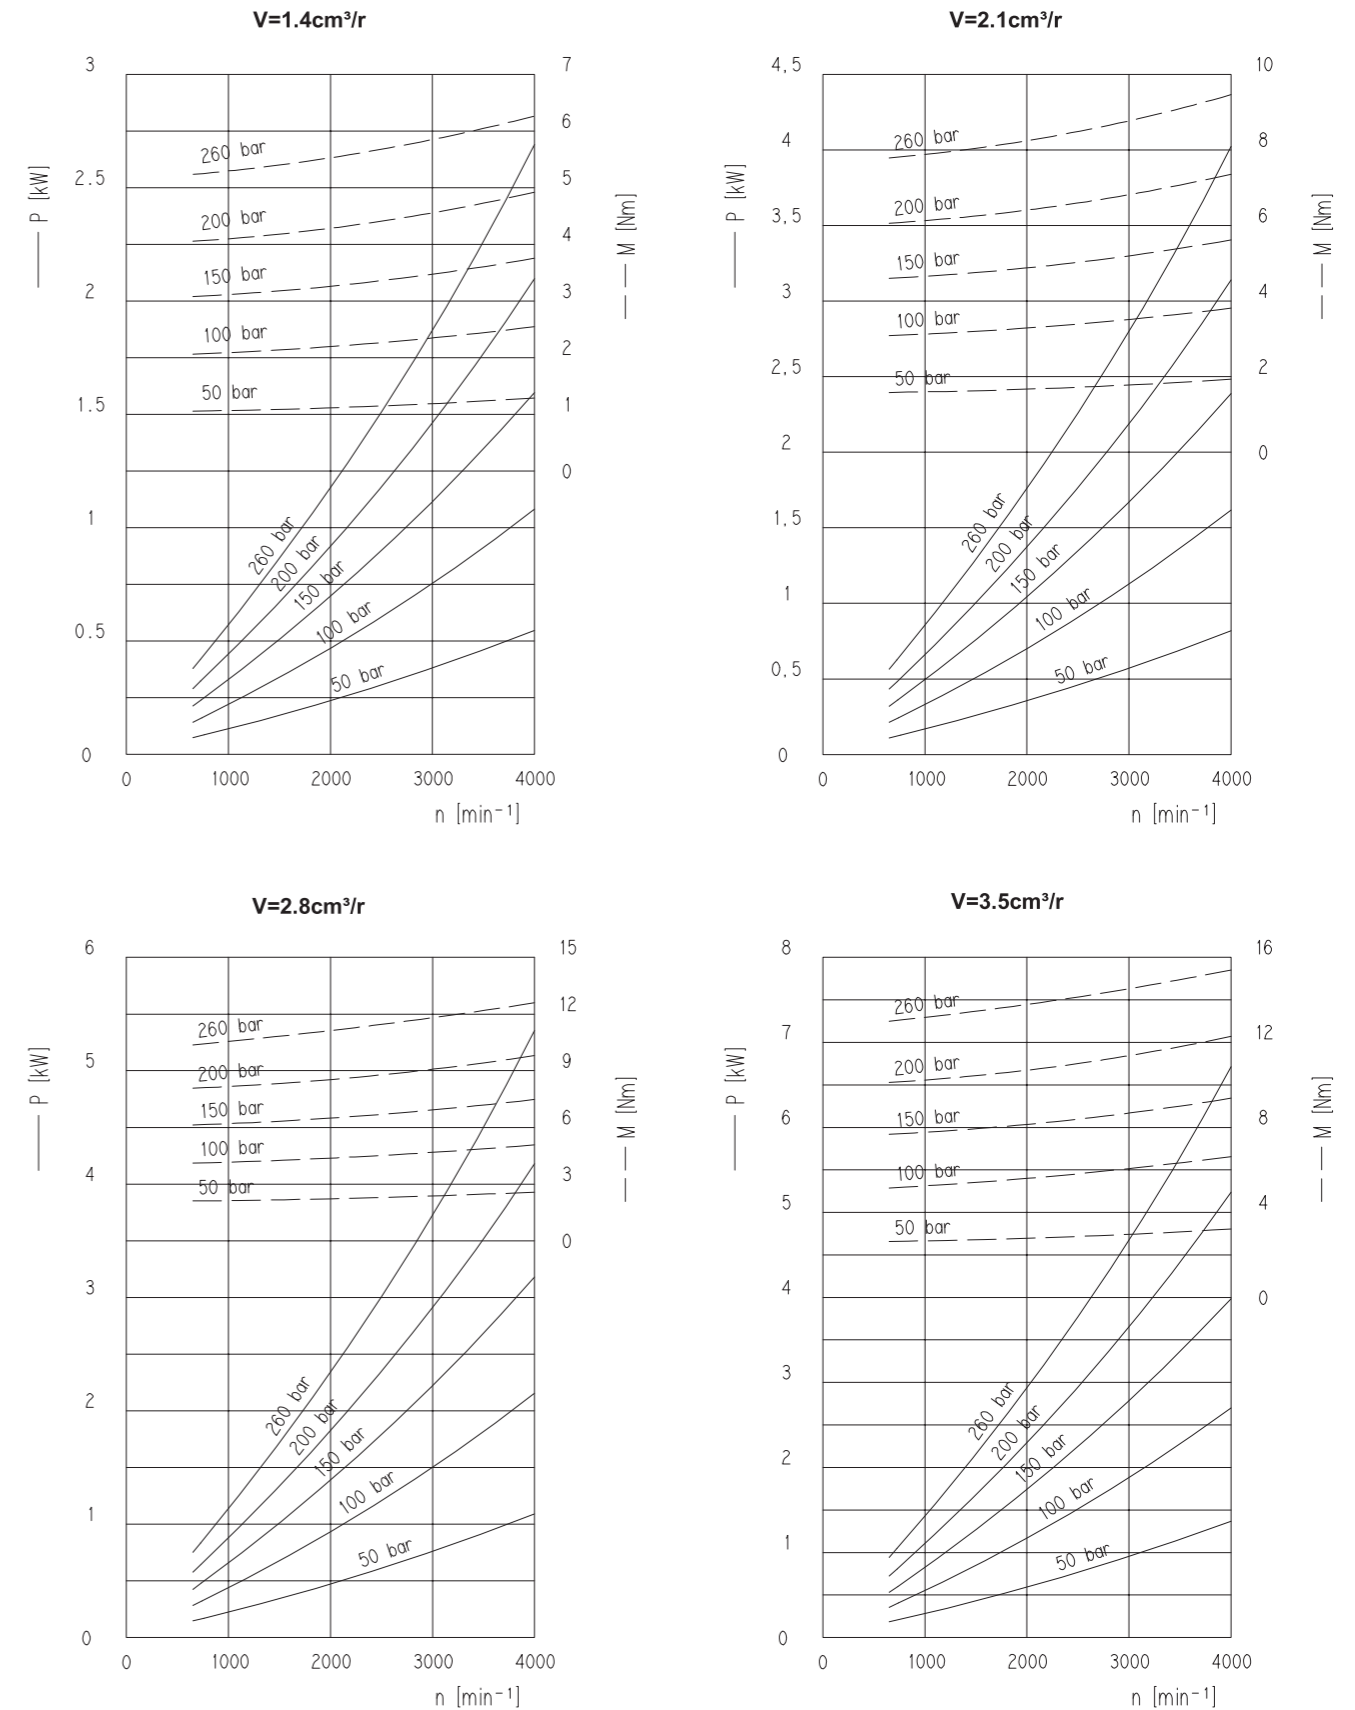 V=1.4cm³/r
3 7
260 bar 6
P [kW] 2.5 5 M [Nm]
200 bar 4
150 bar
2 3
100 bar 2
50 bar
1.5 1
0
1
260 bar
200 bar
150 bar
0.5 100 bar
50 bar
0
0 1000 2000 3000 4000
n [min⁻¹]
V=2.1cm³/r
4,5 10
260 bar
4 8
P [kW] M [Nm]
200 bar
3,5 6
150 bar
3 4
100 bar
2,5 2
50 bar
2 0
1,5
260 bar
200 bar
150 bar
1 100 bar
0,5 50 bar
0
0 1000 2000 3000 4000
n [min⁻¹]
V=2.8cm³/r
6 15
12
260 bar
P [kW] 5 9 M [Nm]
200 bar
150 bar
6
100 bar
4 3
50 bar
0
3
2 260 bar
200 bar
150 bar
100 bar
1
50 bar
0
0 1000 2000 3000 4000
n [min⁻¹]
V=3.5cm³/r
8 16
260 bar
7 12
P [kW] M [Nm]
200 bar
6 150 bar 8
100 bar
5 4
50 bar
4 0
3
260 bar
200 bar
2 150 bar
100 bar
1
50 bar
0
0 1000 2000 3000 4000
n [min⁻¹]